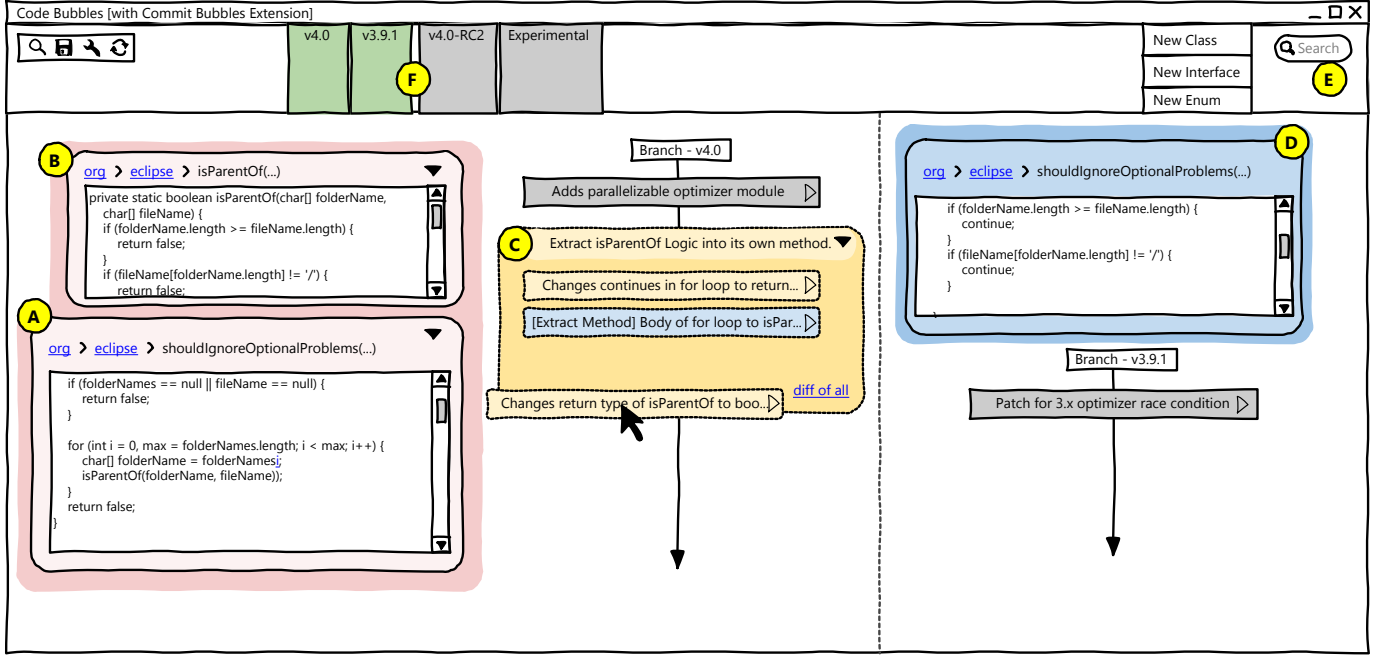 Code Bubbles [with Commit Bubbles Extension]
v4.0
v3.9.1
v4.0-RC2
Experimental
F
New Class
New Interface
New Enum
Search
E
B
org > eclipse > isParentOf(...)
private static boolean isParentOf(char[] folderName,
char[] fileName) {
if (folderName.length >= fileName.length) {
return false;
}
if (fileName[folderName.length] != '/') {
return false;
A
org > eclipse > shouldIgnoreOptionalProblems(...)
if (folderNames == null || fileName == null) {
return false;
}
for (int i = 0, max = folderNames.length; i < max; i++) {
char[] folderName = folderNamesi;
isParentOf(folderName, fileName));
}
return false;
}
Branch - v4.0
Adds parallelizable optimizer module
C
Extract isParentOf Logic into its own method.
Changes continues in for loop to return...
[Extract Method] Body of for loop to isPar...
diff of all
Changes return type of isParentOf to boo...
D
org > eclipse > shouldIgnoreOptionalProblems(...)
if (folderName.length >= fileName.length) {
continue;
}
if (fileName[folderName.length] != '/') {
continue;
}
}
Branch - v3.9.1
Patch for 3.x optimizer race condition